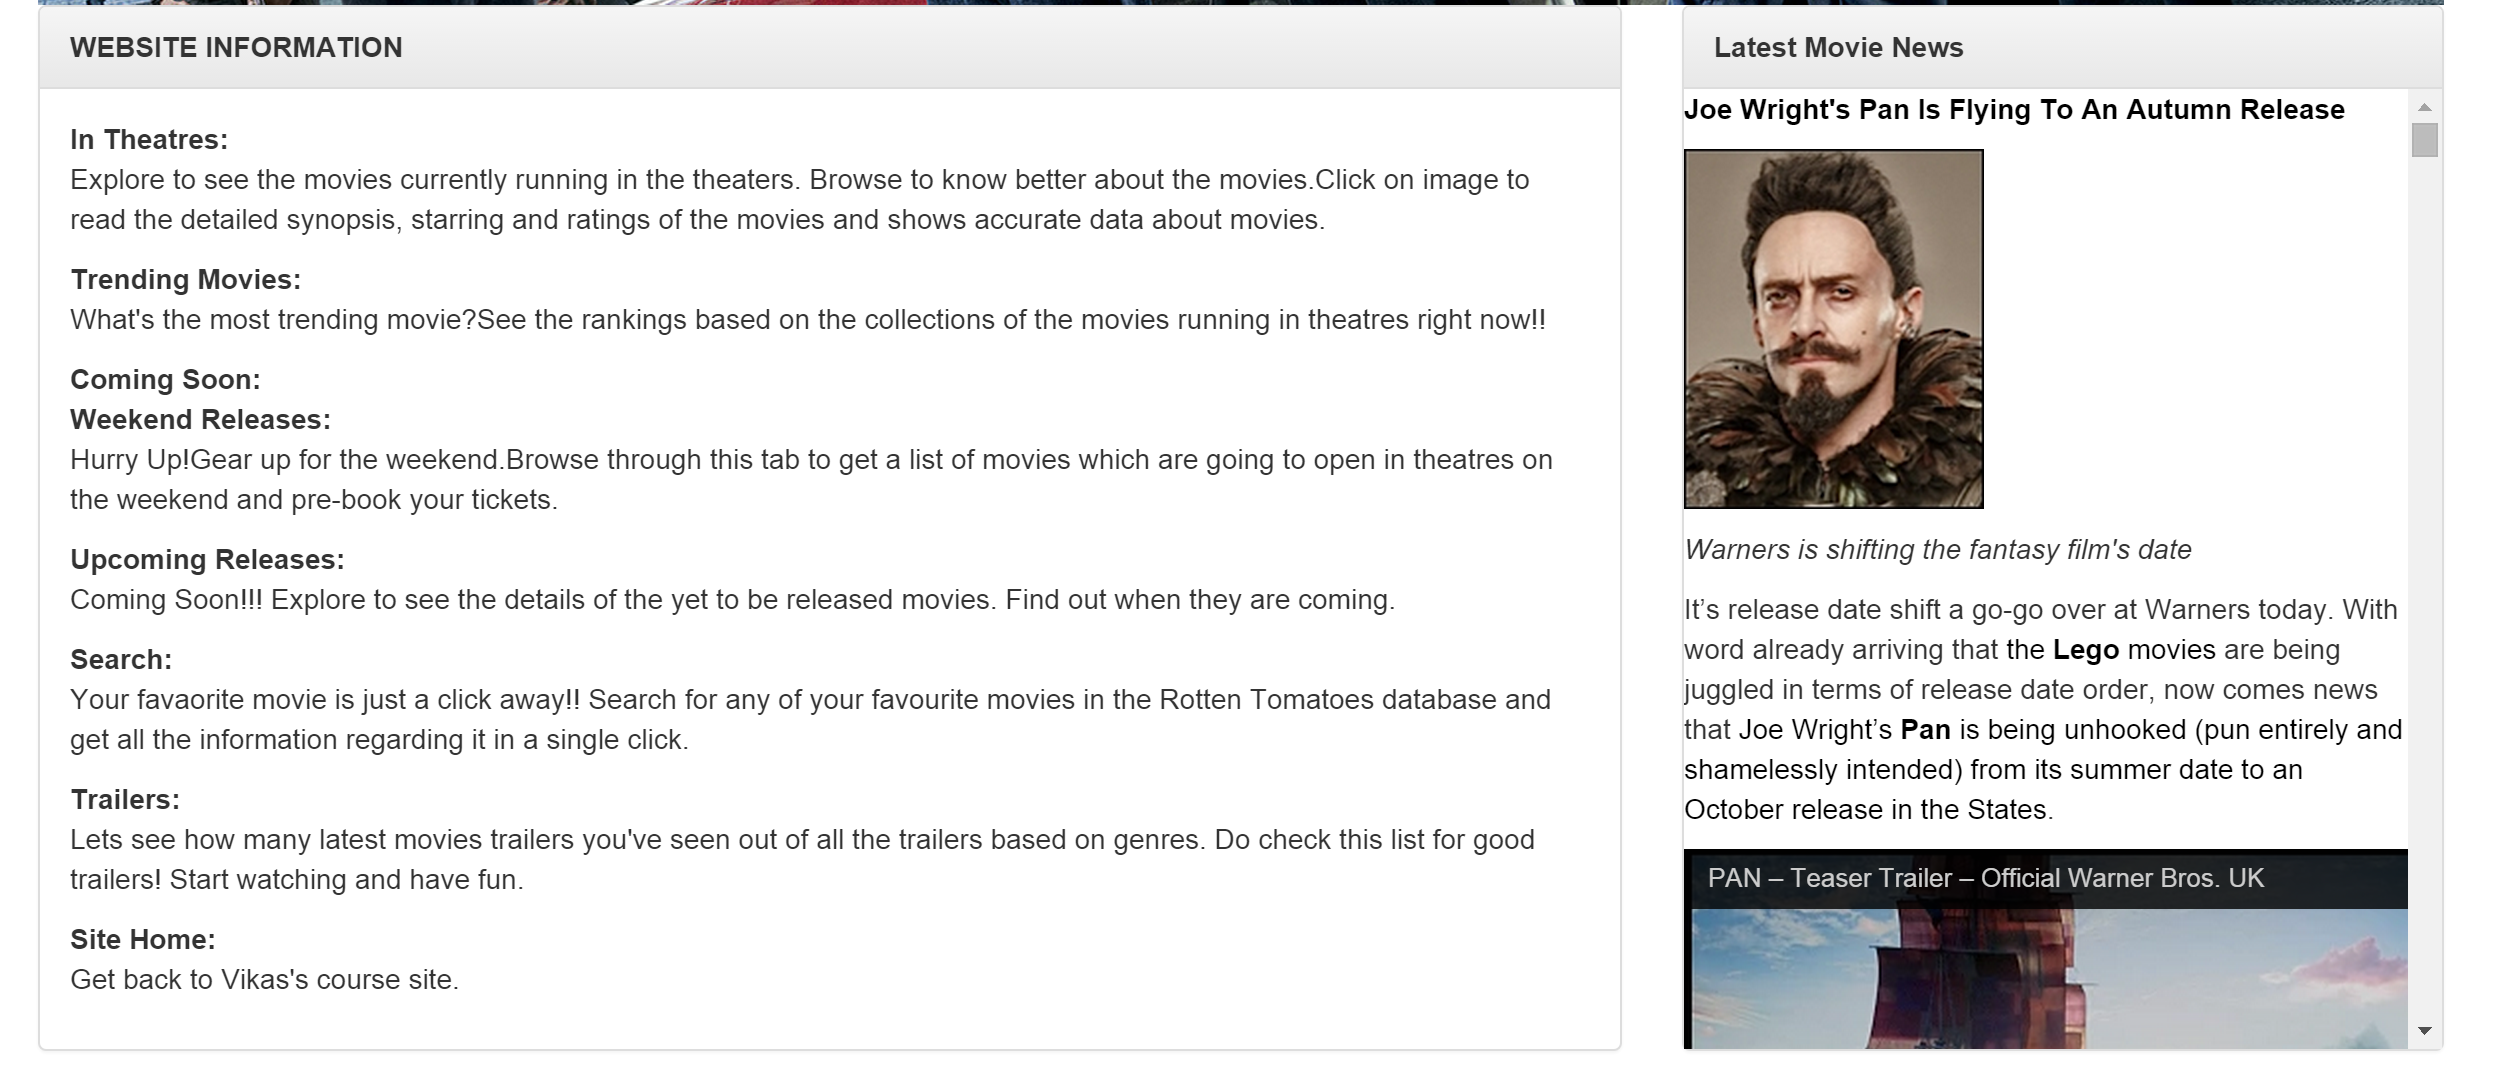 WEBSITE INFORMATION
In Theatres:
Explore to see the movies currently running in the theaters. Browse to know better about the movies.Click on image to
read the detailed synopsis, starring and ratings of the movies and shows accurate data about movies.
Trending Movies:
What's the most trending movie?See the rankings based on the collections of the movies running in theatres right now!!
Coming Soon:
Weekend Releases:
Hurry Up!Gear up for the weekend.Browse through this tab to get a list of movies which are going to open in theatres on
the weekend and pre-book your tickets.
Upcoming Releases:
Coming Soon!!! Explore to see the details of the yet to be released movies. Find out when they are coming.
Search:
Your favaorite movie is just a click away!! Search for any of your favourite movies in the Rotten Tomatoes database and
get all the information regarding it in a single click.
Trailers:
Lets see how many latest movies trailers you've seen out of all the trailers based on genres. Do check this list for good
trailers! Start watching and have fun.
Site Home:
Get back to Vikas's course site.
Latest Movie News
Joe Wright's Pan Is Flying To An Autumn Release
Warners is shifting the fantasy film's date
It’s release date shift a go-go over at Warners today. With
word already arriving that the Lego movies are being
juggled in terms of release date order, now comes news
that Joe Wright’s Pan is being unhooked (pun entirely and
shamelessly intended) from its summer date to an
October release in the States.
PAN – Teaser Trailer – Official Warner Bros. UK